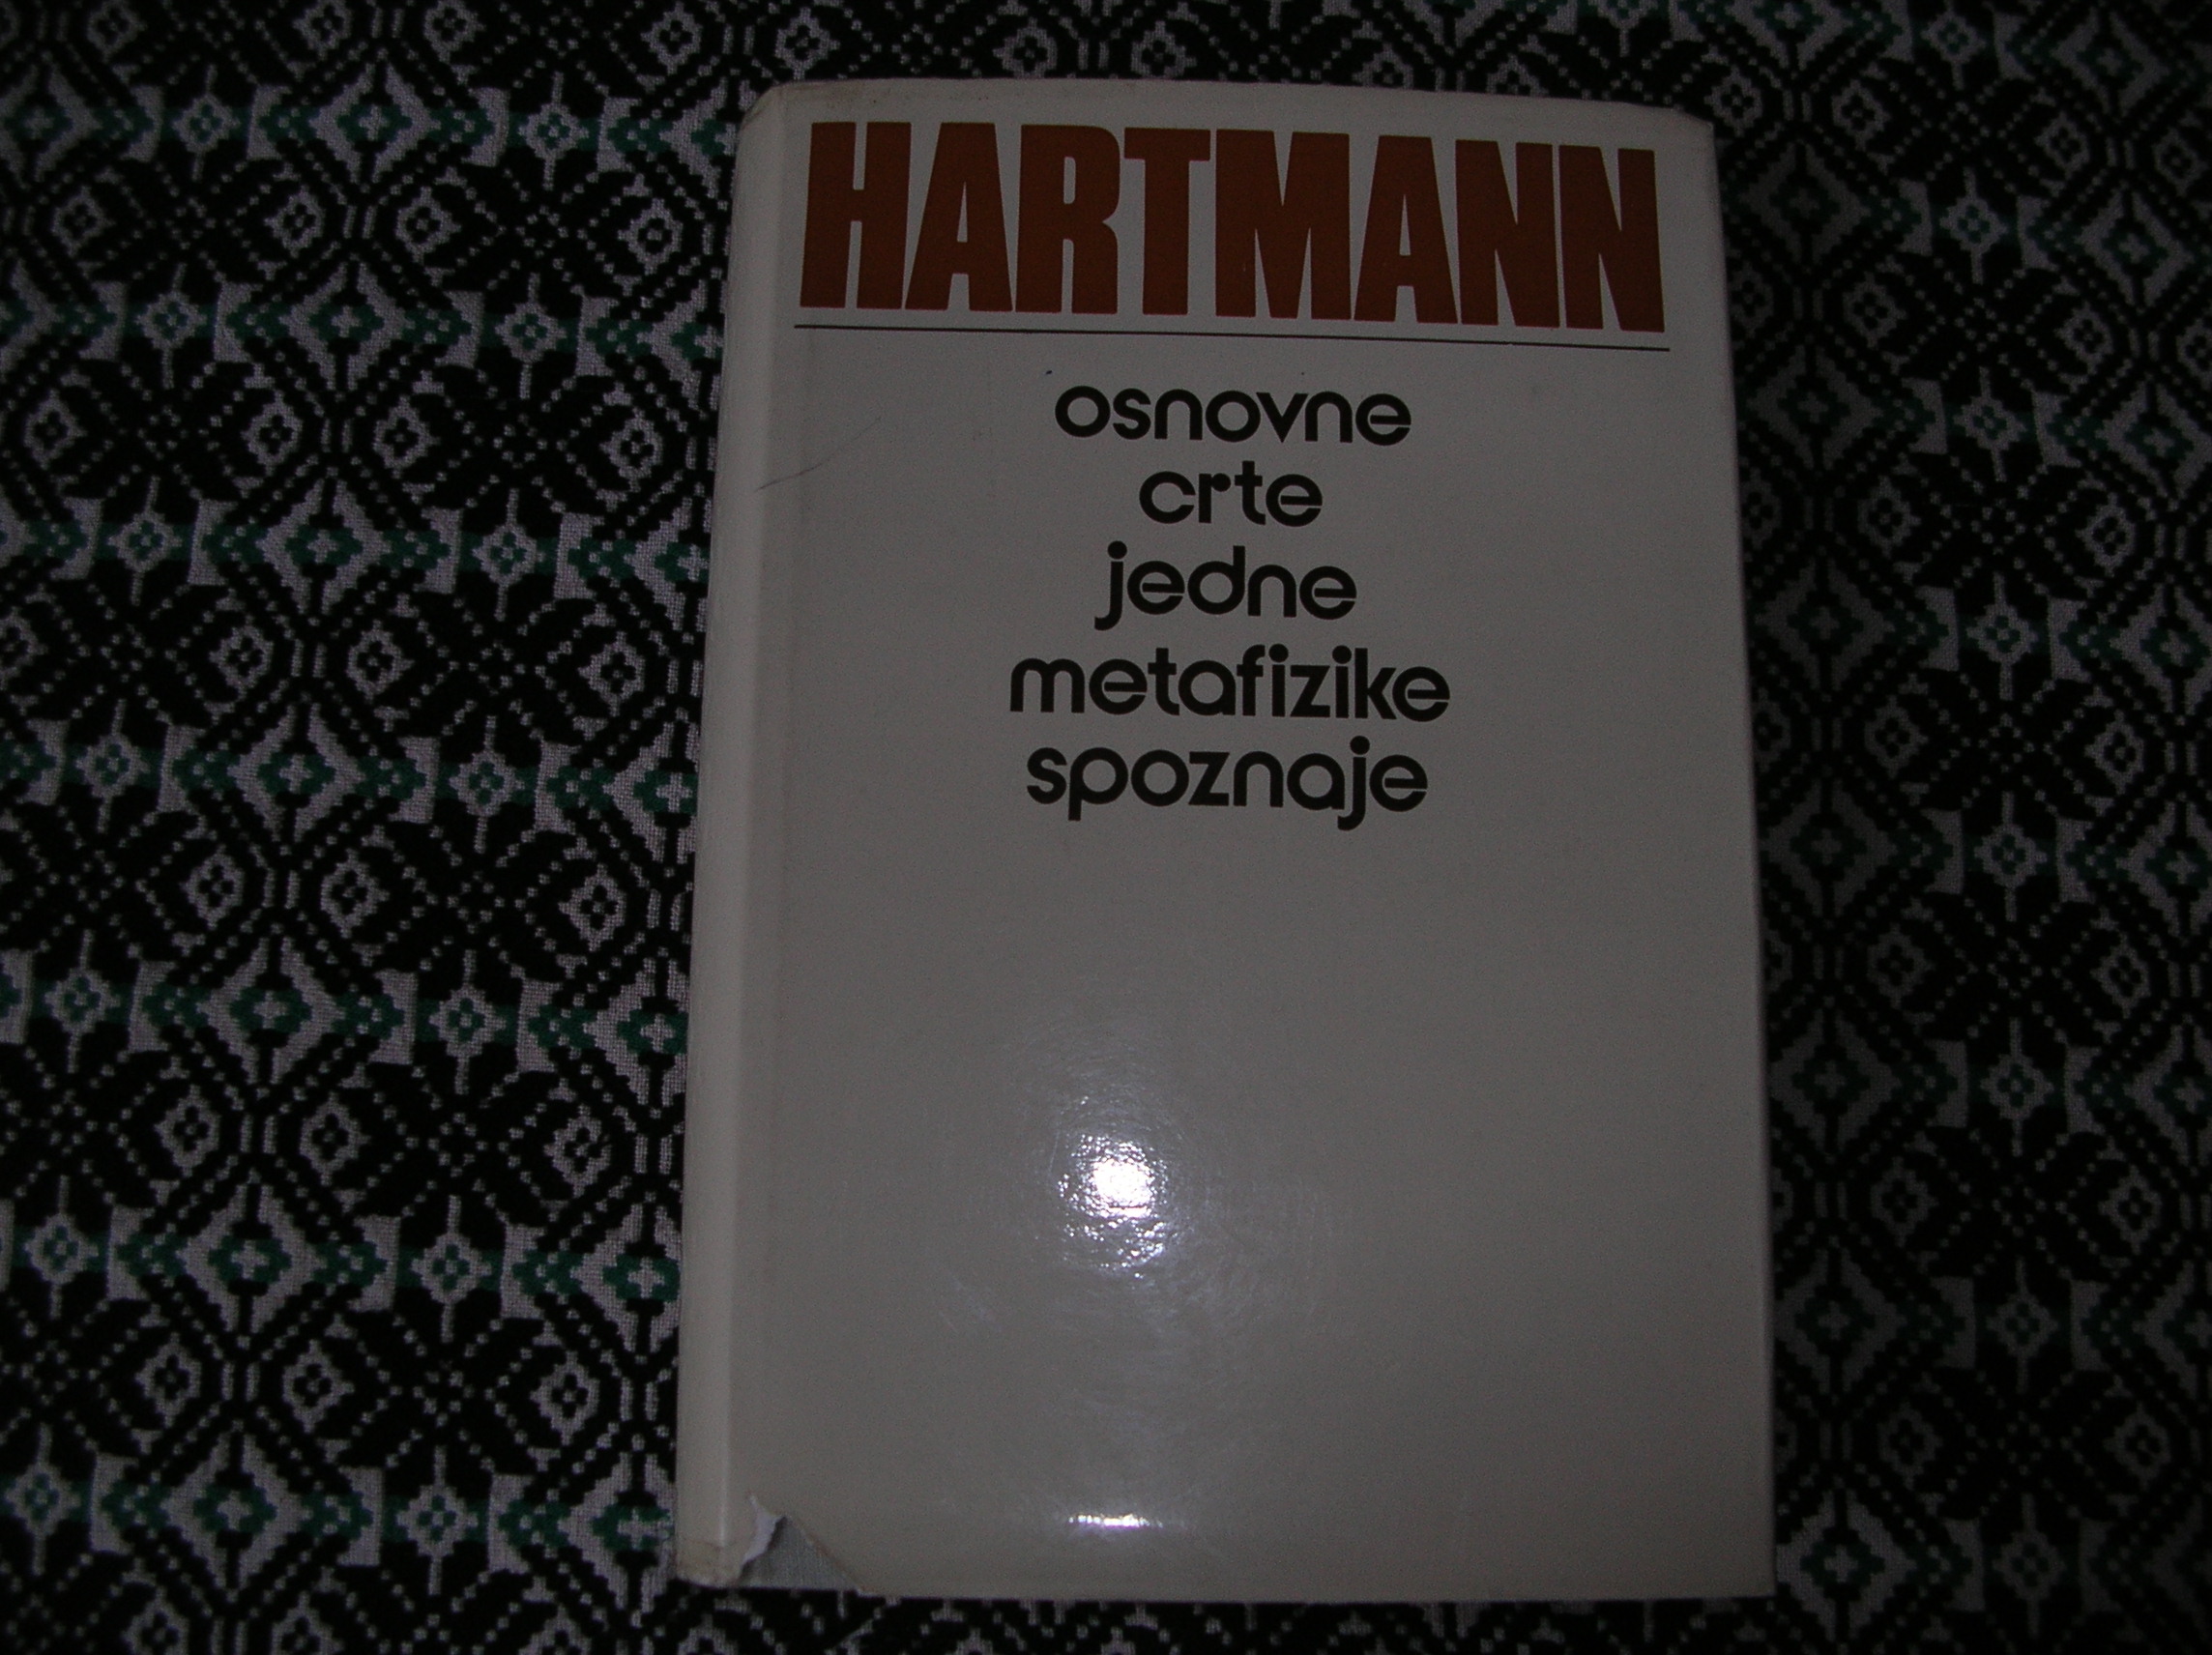 HARTMANN
osnovne
crte
jedne
metafizike
spoznaje